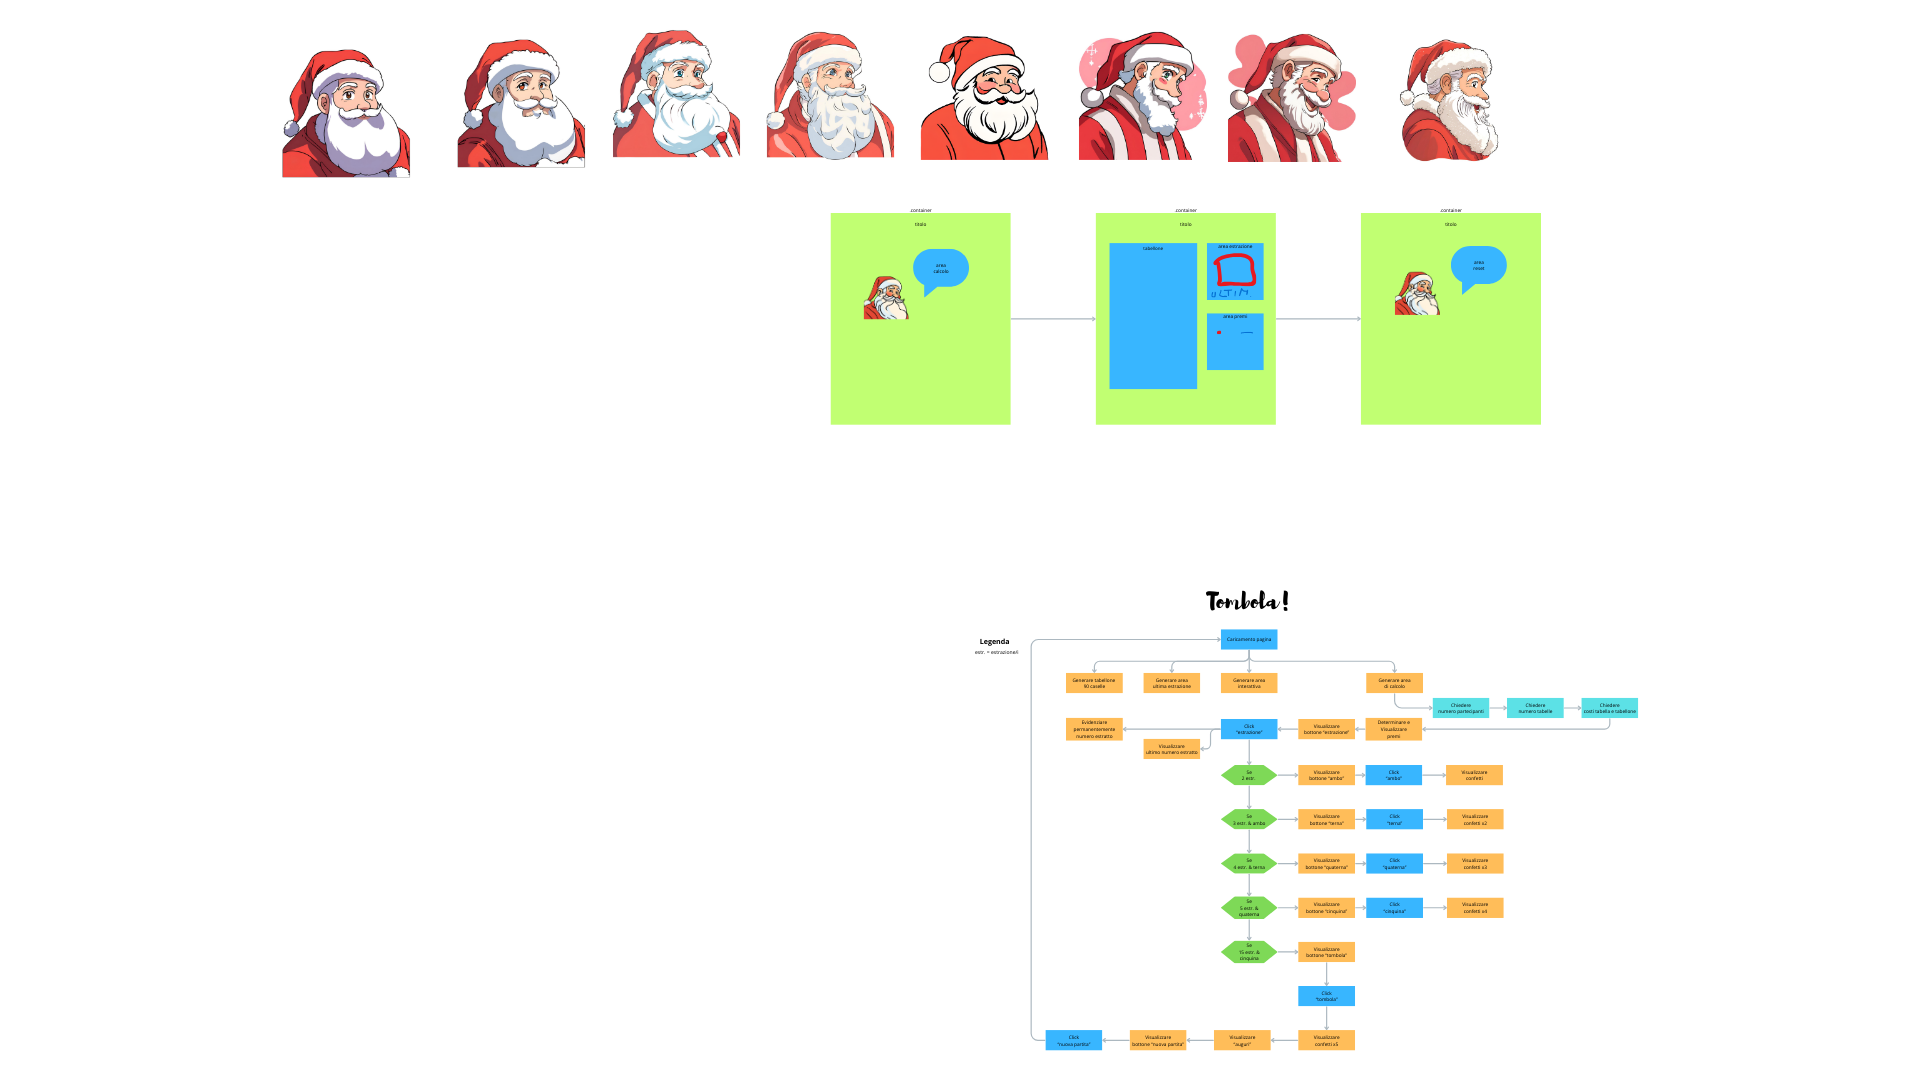 container
container
container
titolo
titolo
titolo
area
calcolo
tabellone
area estrazione
ULTIM.
area premi
area
reset
Tombola!
Legenda
estr. = estrazione/i
Caricamento pagina
Generare tabellone
90 caselle
Generare area
ultima estrazione
Generare area
interattiva
Generare area
di calcolo
Chiedere
numero partecipanti
Chiedere
numero tabelle
Chiedere
costi tabella e tabellone
Evidenziare
permanentemente
numero estratto
Visualizzare
ultimo numero estratto
Click
"estrazione"
Visualizzare
bottone "estrazione"
Determinare e
Visualizzare
premi
Se
2 estr.
Visualizzare
bottone "ambo"
Click
"ambo"
Visualizzare
confetti
Se
3 estr. & ambo
Visualizzare
bottone "terna"
Click
"terna"
Visualizzare
confetti x2
Se
4 estr. & terna
Visualizzare
bottone "quaterna"
Click
"quaterna"
Visualizzare
confetti x3
Se
5 estr. &
quaterna
Visualizzare
bottone "cinquina"
Click
"cinquina"
Visualizzare
confetti x4
Se
15 estr. &
cinquina
Visualizzare
bottone "tombola"
Click
"tombola"
Click
"nuova partita"
Visualizzare
bottone "nuova partita"
Visualizzare
"auguri"
Visualizzare
confetti x5